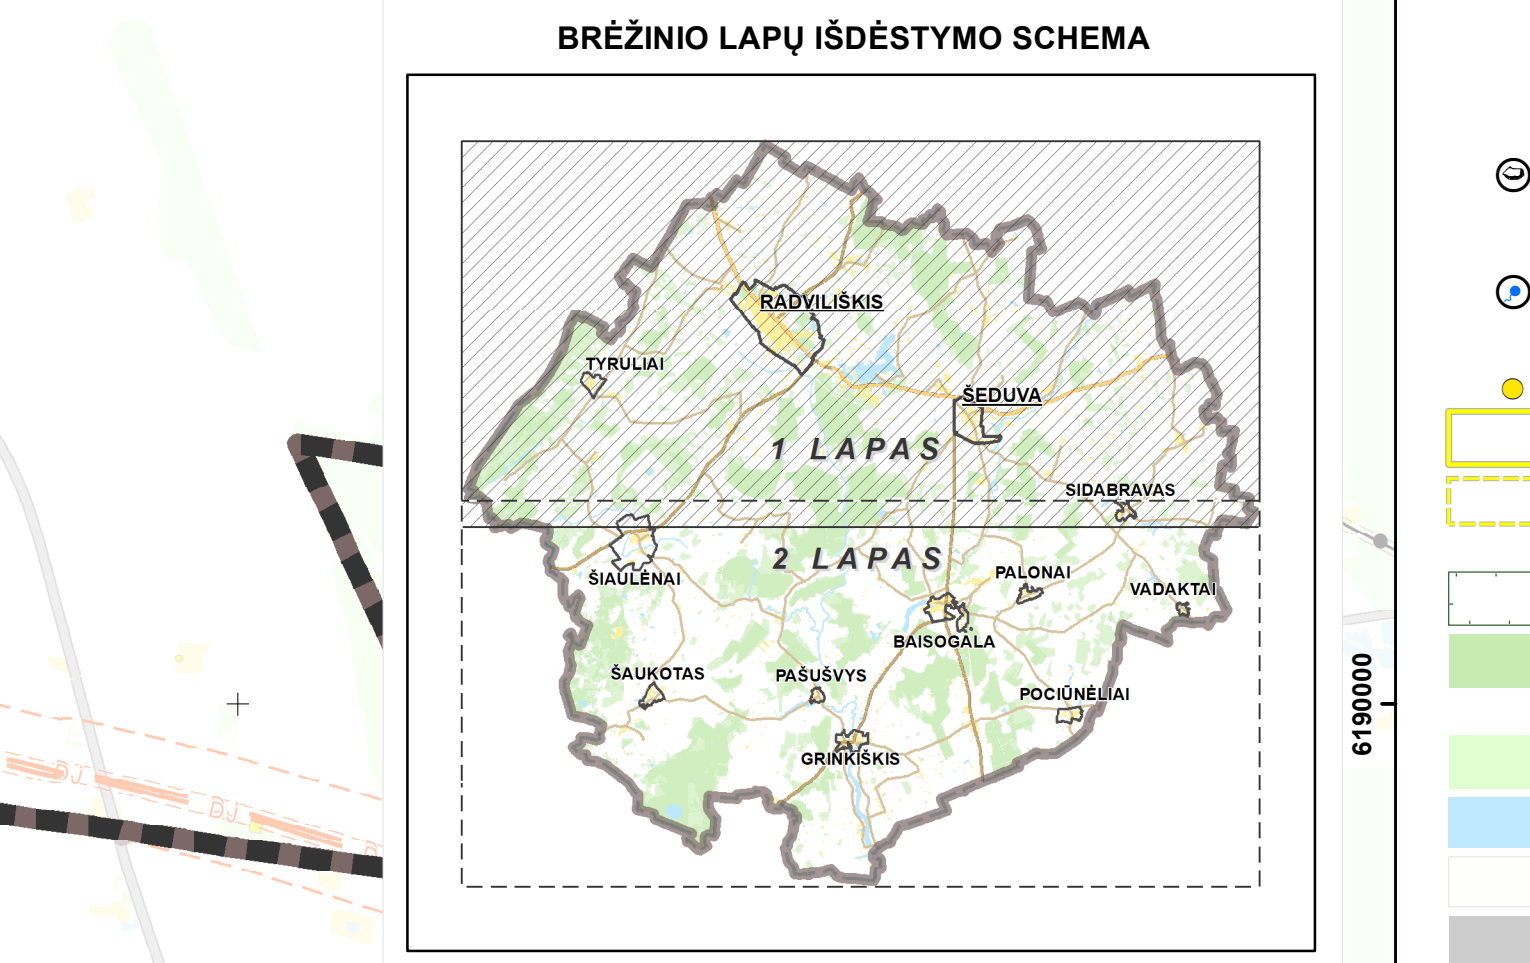 BRĖŽINIO LAPŲ IŠDĖSTYMO SCHEMA
RADVILIŠKIS
TYRULIAI
ŠEDUVA
1 LAPAS
SIDABRAVAS
2 LAPAS
ŠIAULĖNAI
PALONAI
VADAKTAI
BAISOGALA
ŠAUKOTAS
PAŠUŠVYS
POCIŪNĖLIAI
GRINKIŠKIS
6190000
DJ
DJ
D